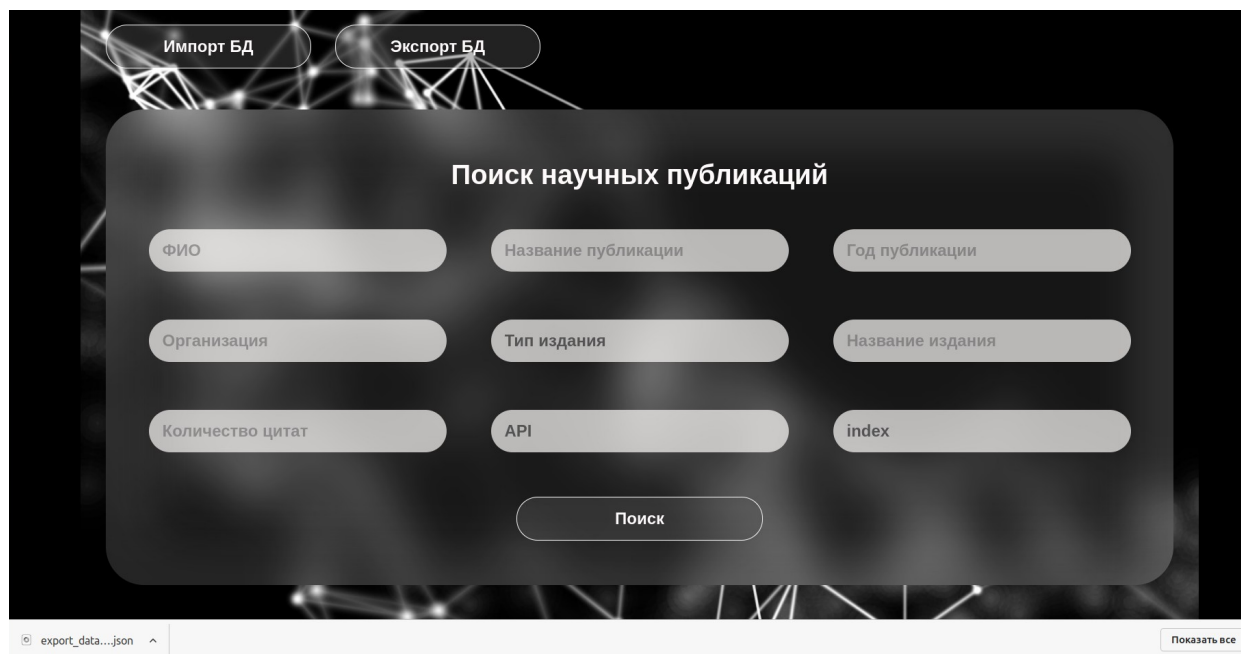 Импорт БД
Экспорт БД
Поиск научных публикаций
ФИО
Название публикации
Год публикации
Организация
Тип издания
Название издания
Количество цитат
API
index
Поиск
export_data....json
Показать все